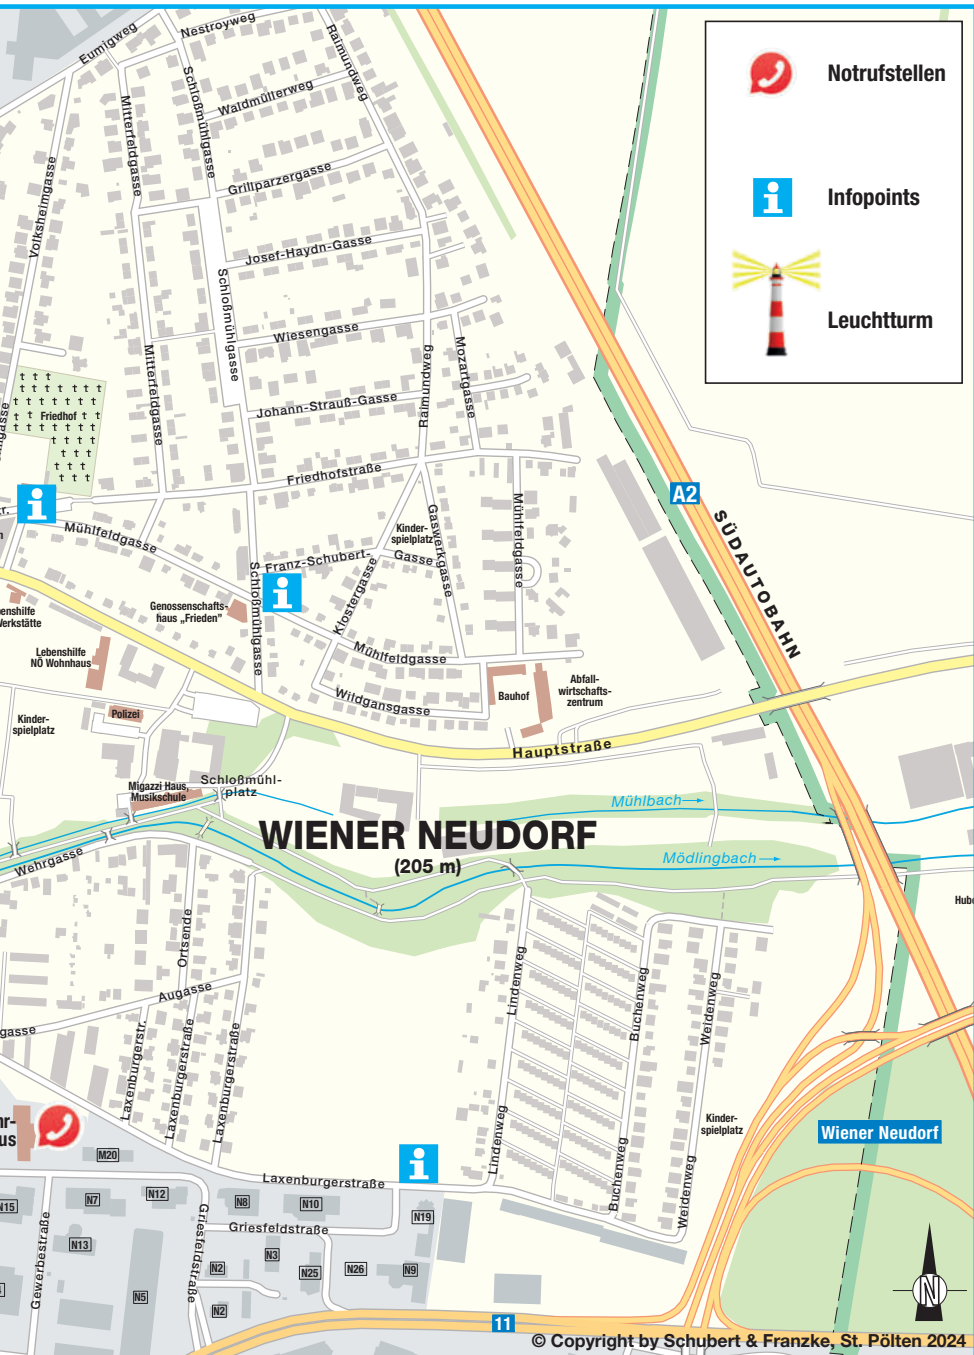 Notrufstellen
Infopoints
Leuchtturm
Eumigweg
Nestroyweg
Raimundweg
Schloßmühlgasse
Waldmüllerweg
Mitterfeldgasse
Volksheimgasse
Grillparzergasse
Josef-Haydn-Gasse
Schloßmühlgasse
Wiesengasse
Mitterfeldgasse
Raimundweg
Mozartgasse
Johann-Strauß-Gasse
Friedhof
Friedhofstraße
A2
SÜDAUTOBAHN
Mühlfeldgasse
Kinder-
spielplatz
Gaswerkgasse
Mühlfeldgasse
Franz-Schubert-
Gasse
Schloßmühlgasse
Klostergasse
Genossenschafts-
haus „Frieden“
Werkstätte
Lebenshilfe
NÖ Wohnhaus
Mühlfeldgasse
Wildgansgasse
Bauhof
Abfall-
wirtschafts-
zentrum
Kinder-
spielplatz
Polizei
Hauptstraße
Migazzi Haus,
Musikschule
Schloßmühl-
platz
Mühlbach
WIENER NEUDORF
(205 m)
Mödlingbach
Wehrgasse
Ortsende
Augasse
gasse
Lindenweg
Buchenweg
Weidenweg
Laxenburgerstr.
Laxenburgerstraße
Laxenburgerstraße
Lindenweg
Buchenweg
Weidenweg
Kinder-
spielplatz
Wiener Neudorf
M20
Laxenburgerstraße
N15
N7
N12
N8
N10
N19
Griesfeldstraße
Griesfeldstraße
Gewerbestraße
N13
N3
N2
N25
N26
N9
N5
N2
11
N
© Copyright by Schubert & Franzke, St. Pölten 2024